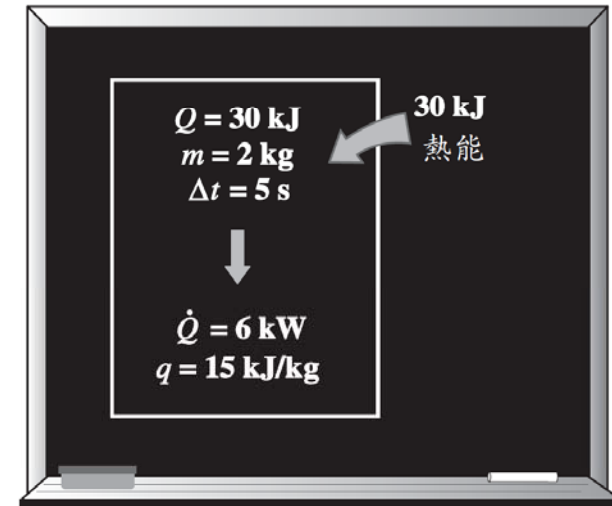 Q = 30 kJ
m = 2 kg
Δt = 5 s
30 kJ
熱能
Q̇ = 6 kW
q = 15 kJ/kg